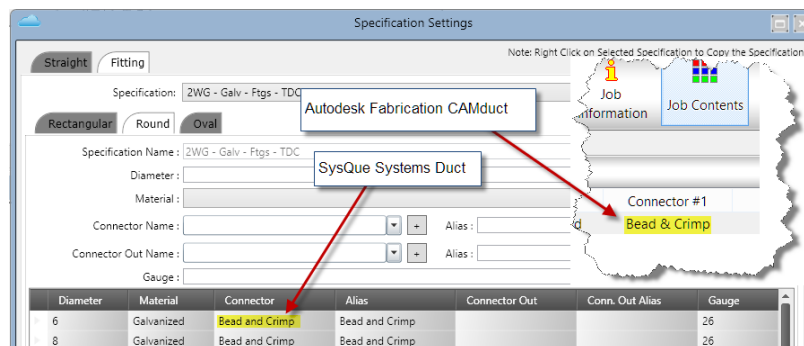 Specification Settings
Note: Right Click on Selected Specification to Copy the Specification
Straight Fitting
Specification: 2WG - Galv - Ftgs - TDC
Rectangular Round Oval
Specification Name : 2WG - Galv - Ftgs - TDC
Diameter :
Material :
Connector Name : + Alias :
Connector Out Name : + Alias :
Gauge :
Autodesk Fabrication CAMduct
SysQue Systems Duct
Job
Information
Job Contents
Connector #1
d Bead & Crimp
Diameter Material Connector Alias Connector Out Conn. Out Alias Gauge
6 Galvanized Bead and Crimp Bead and Crimp 26
8 Galvanized Bead and Crimp Bead and Crimp 26